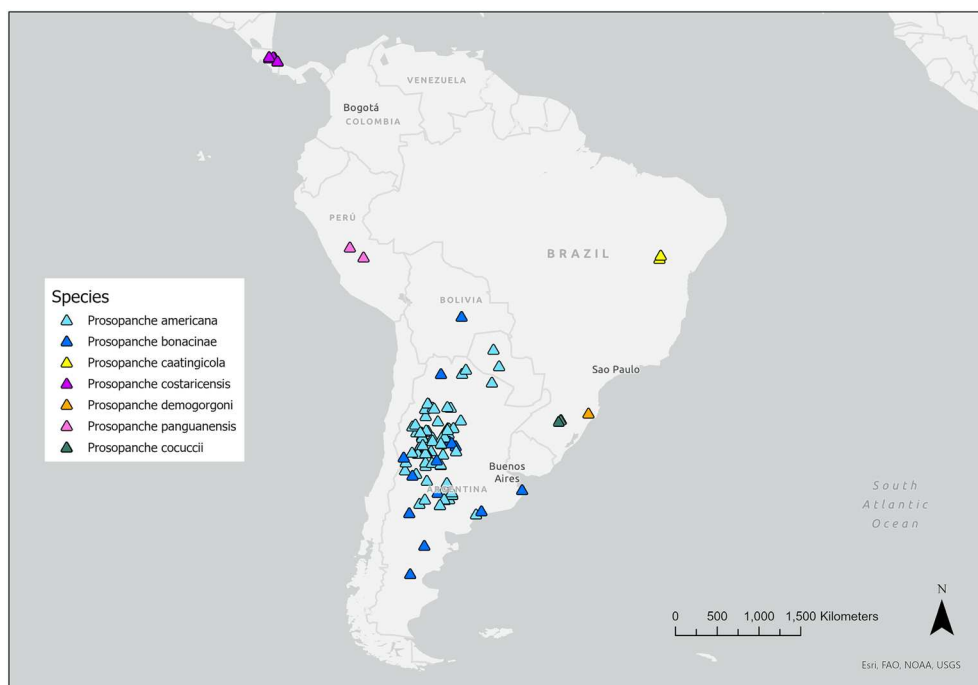 VENEZUELA
Bogotá
COLOMBIA
PERÚ
BRAZIL
BOLIVIA
Species
Prosopanche americana
Prosopanche bonacinae
Prosopanche caatingicola
Prosopanche costaricensis
Prosopanche demogorgoni
Prosopanche panguanensis
Prosopanche cocuccii
Sao Paulo
Buenos
Aires
ARGENTINA
South
Atlantic
Ocean
N
0 500 1,000 1,500 Kilometers
Esri, FAO, NOAA, USGS